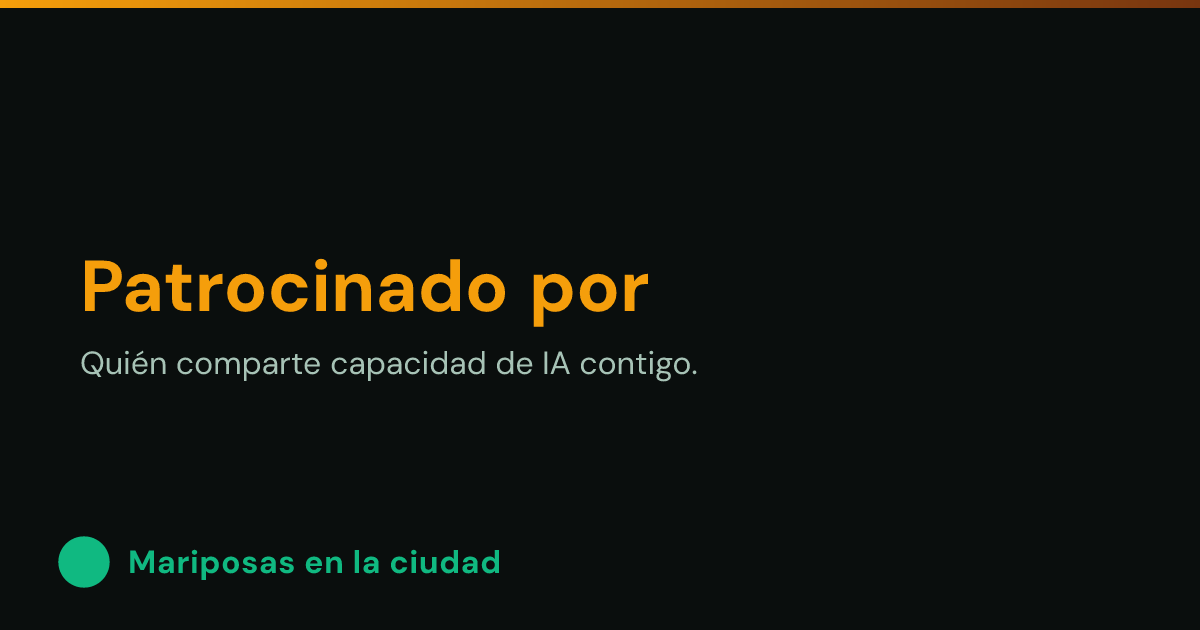 Patrocinado por
Quién comparte capacidad de IA contigo.
Mariposas en la ciudad